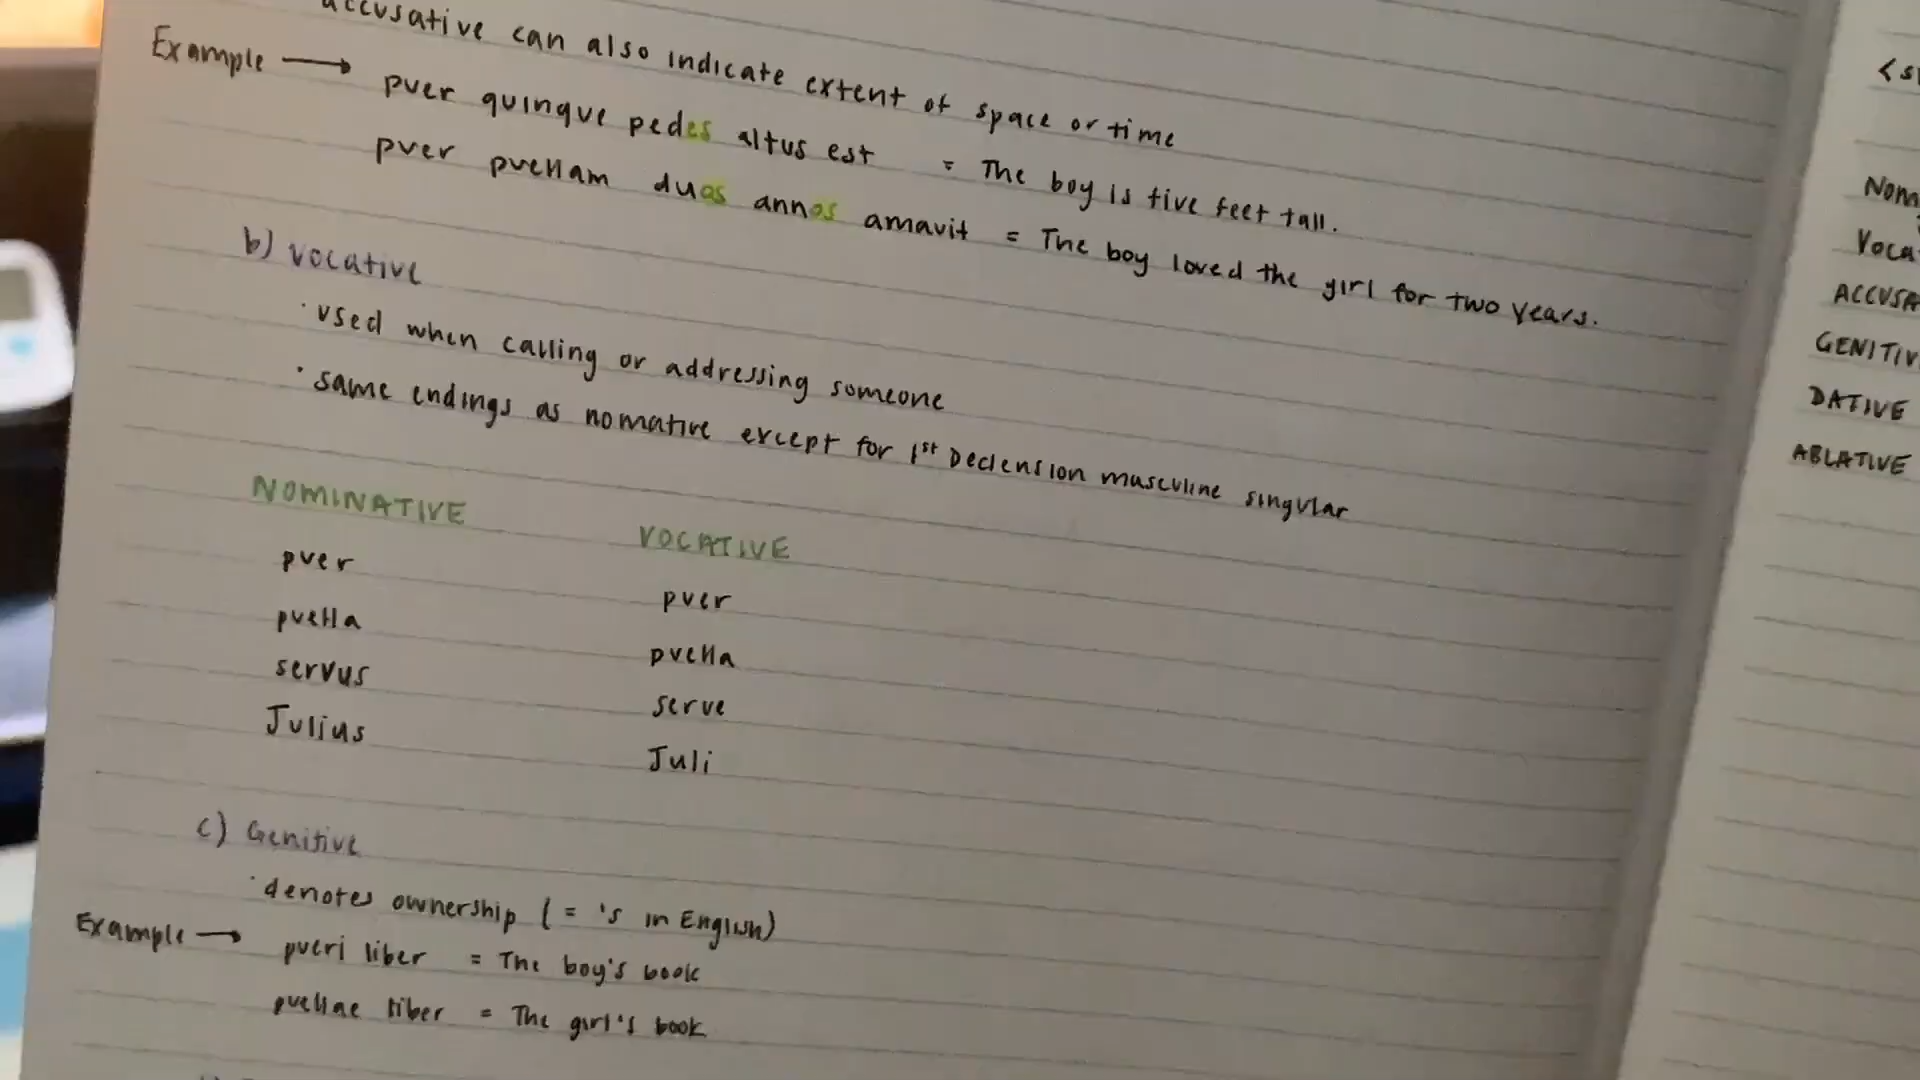 accusative can also indicate extent of space or time
Example → puer quinque pedes altus est = The boy is five feet tall.
puer puellam duos annos amavit = The boy loved the girl for two years.
b) vocative
· used when calling or addressing someone
· same endings as nomative except for 1st Declension masculine singular
NOMINATIVE VOCATIVE
puer puer
puella puella
servus serve
Julius Juli
c) Genitive
· denotes ownership ( = 's in English)
Example → pueri liber = The boy's book
puellae liber = The girl's book
Nom
Voca
ACCUSA
GENITIV
DATIVE
ABLATIVE